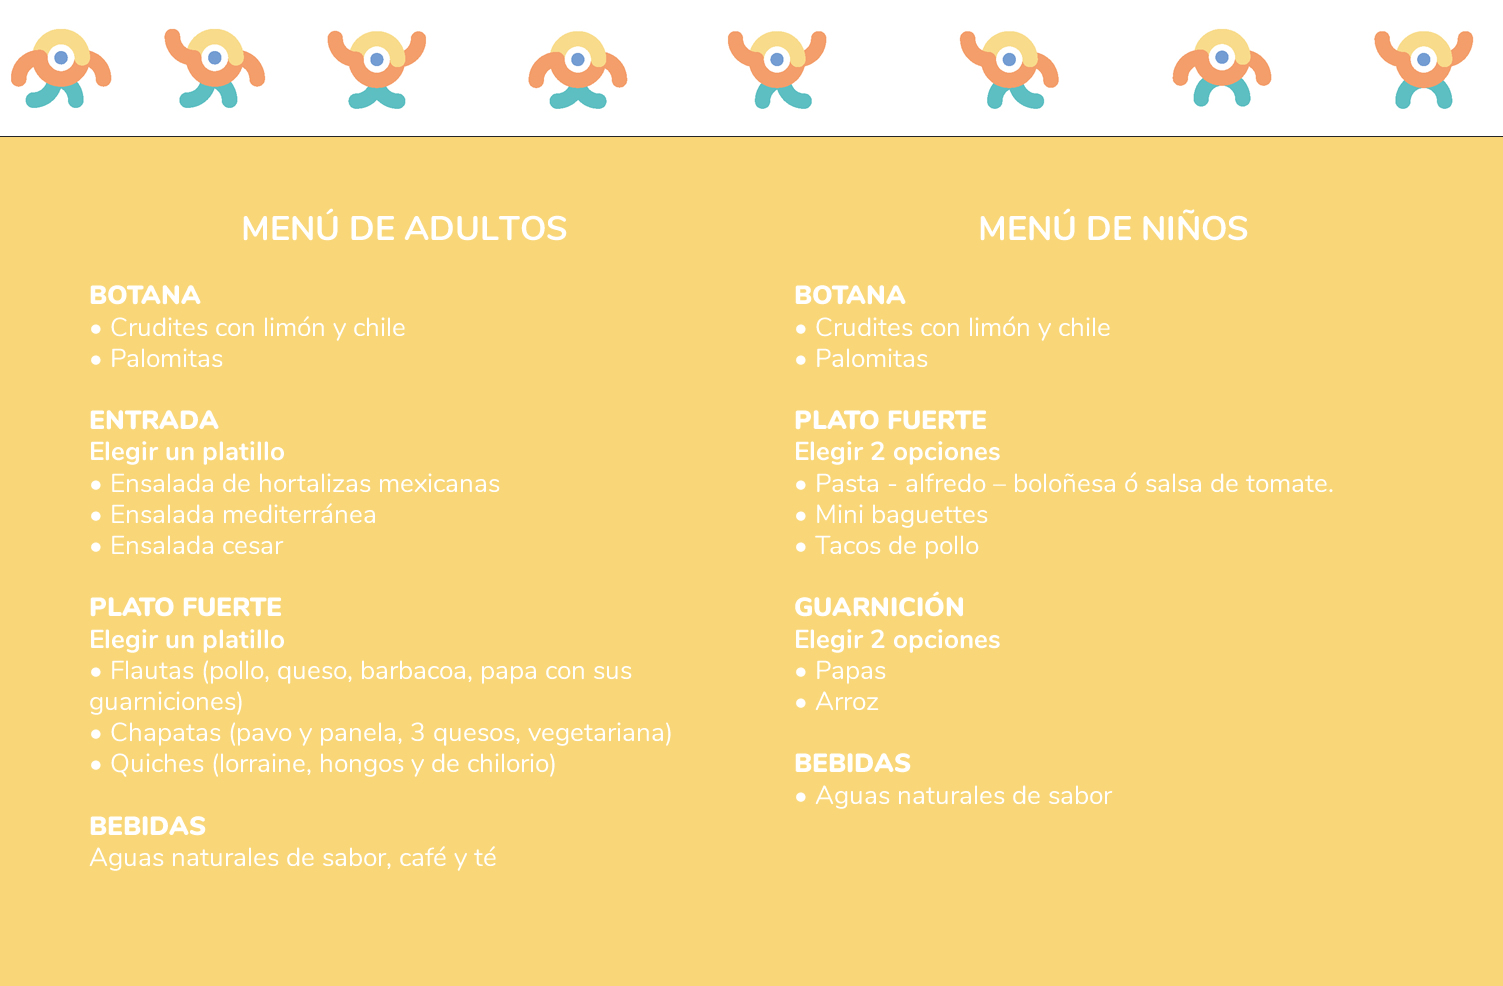 MENÚ DE ADULTOS
BOTANA
• Crudites con limón y chile
• Palomitas
ENTRADA
Elegir un platillo
• Ensalada de hortalizas mexicanas
• Ensalada mediterránea
• Ensalada cesar
PLATO FUERTE
Elegir un platillo
• Flautas (pollo, queso, barbacoa, papa con sus
guarniciones)
• Chapatas (pavo y panela, 3 quesos, vegetariana)
• Quiches (lorraine, hongos y de chilorio)
BEBIDAS
Aguas naturales de sabor, café y té
MENÚ DE NIÑOS
BOTANA
• Crudites con limón y chile
• Palomitas
PLATO FUERTE
Elegir 2 opciones
• Pasta - alfredo – boloñesa ó salsa de tomate.
• Mini baguettes
• Tacos de pollo
GUARNICIÓN
Elegir 2 opciones
• Papas
• Arroz
BEBIDAS
• Aguas naturales de sabor